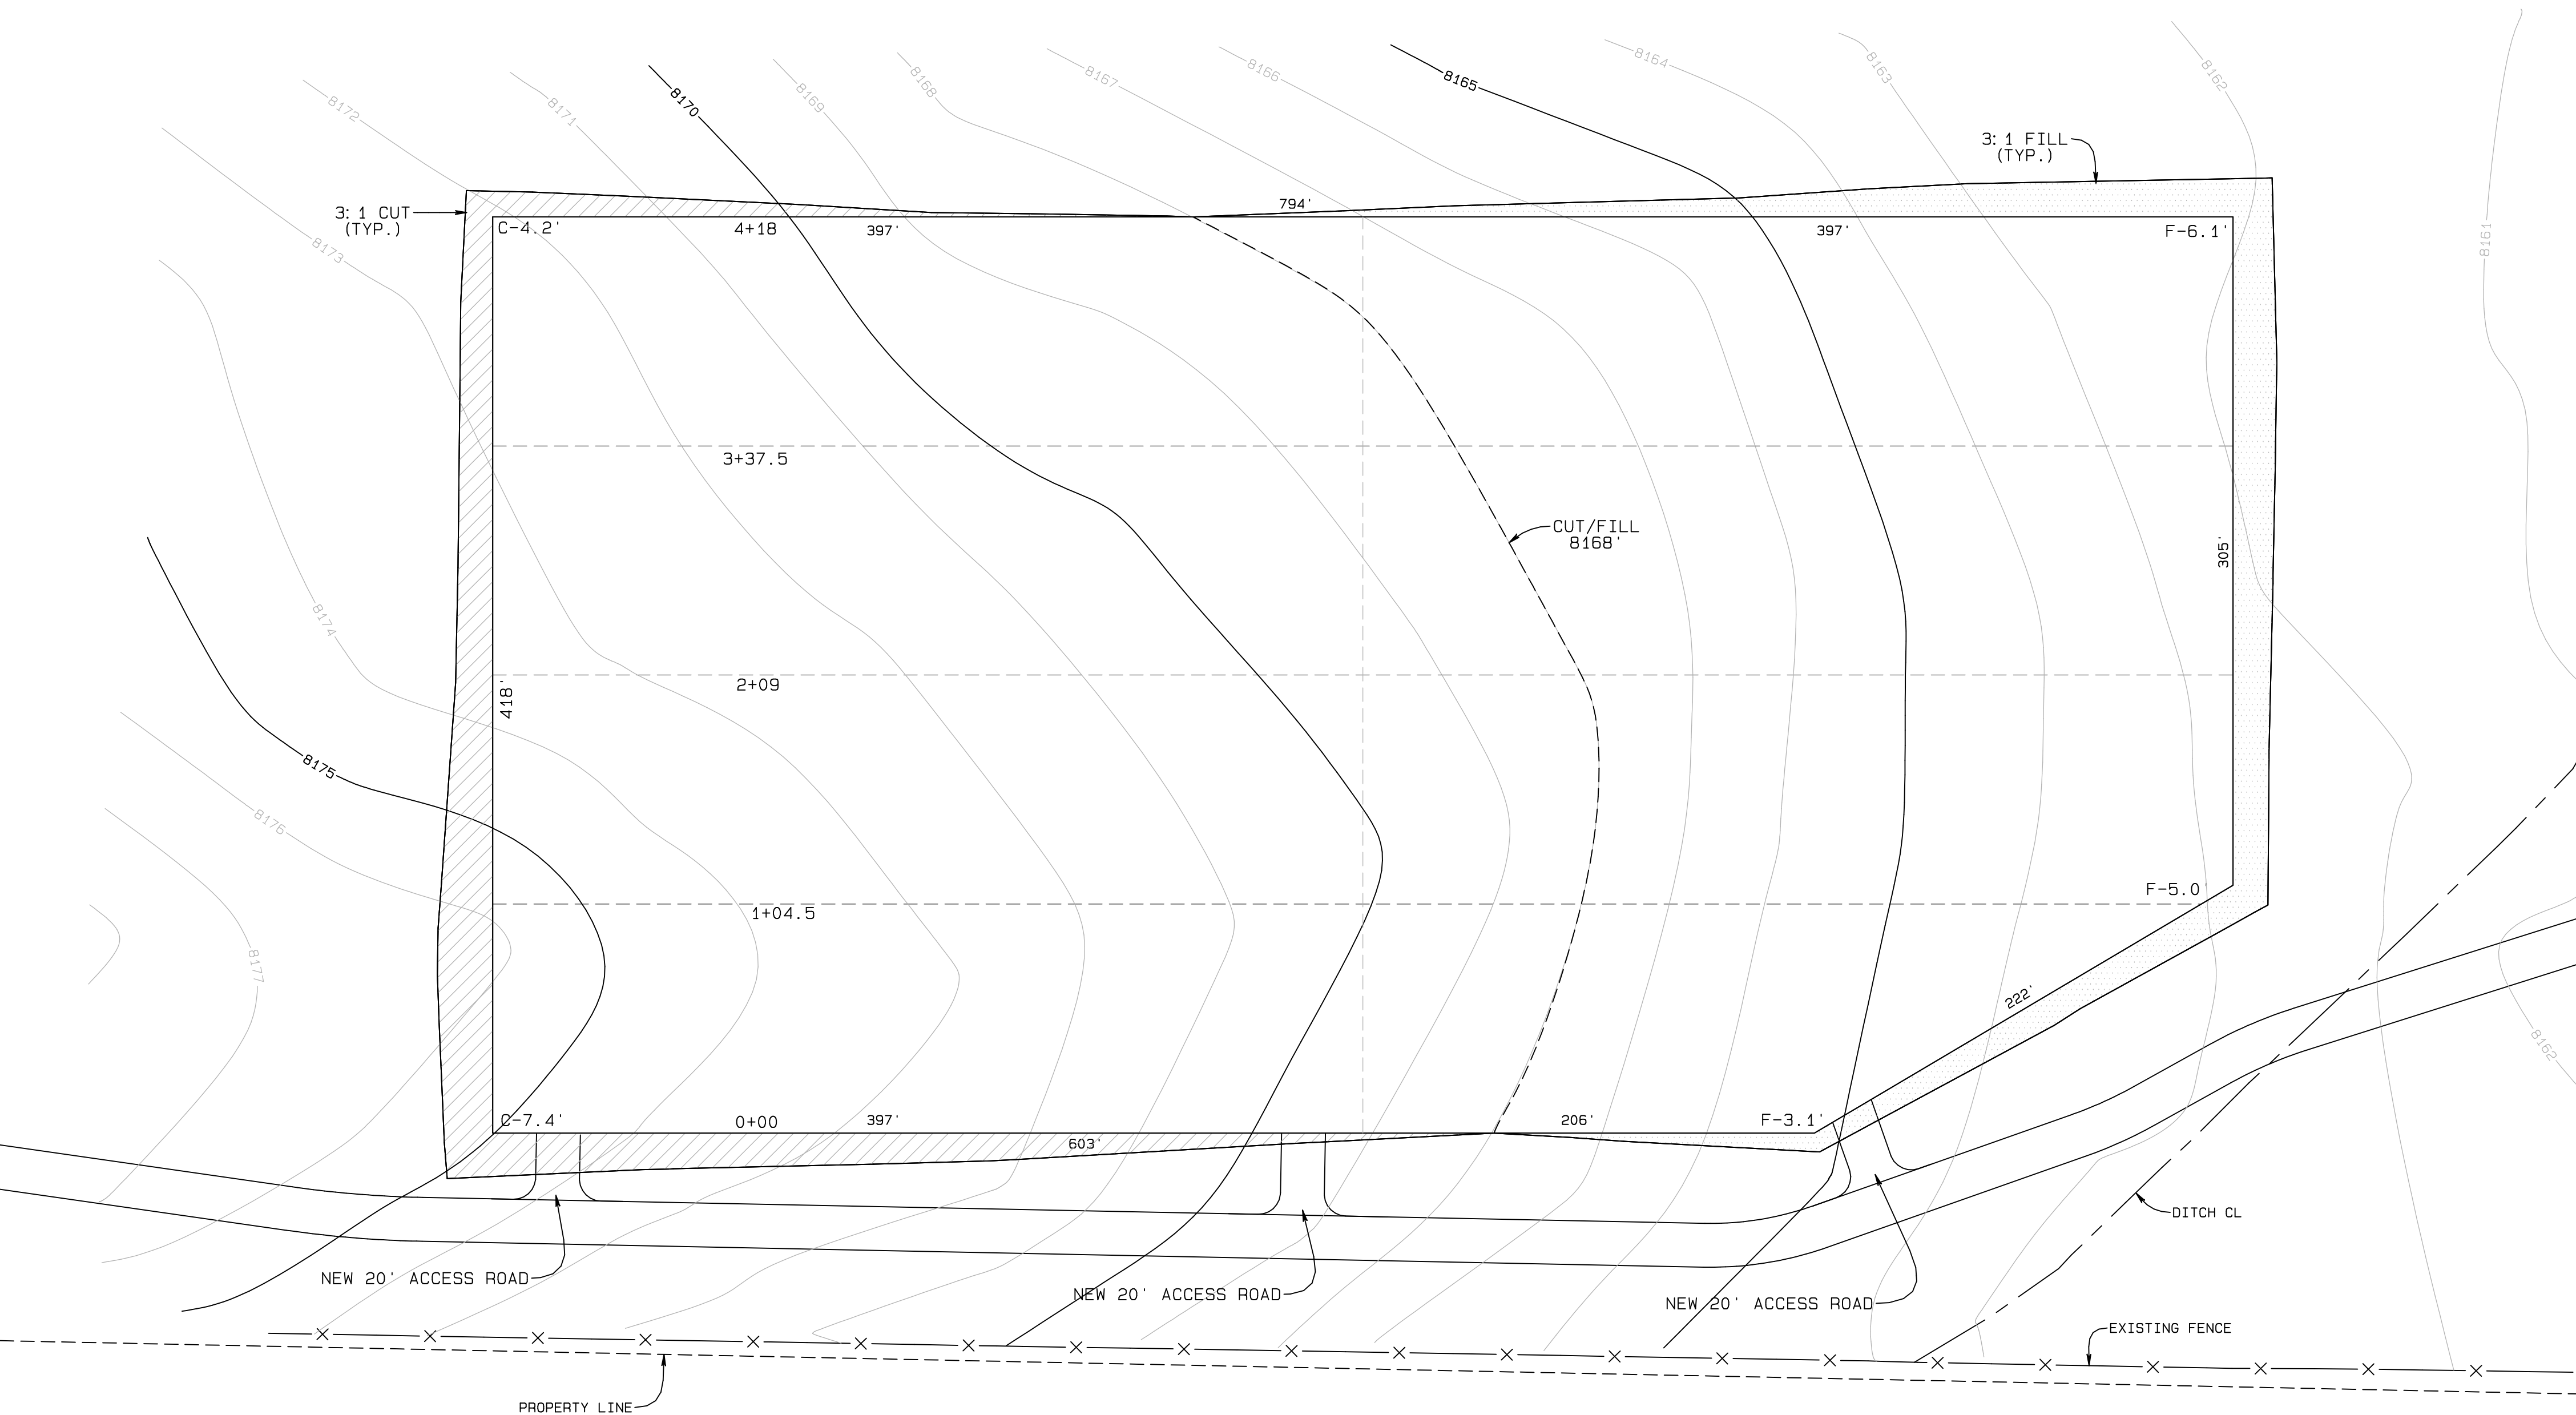 8172
8171
8170
8169
8168
8167
8166
8165
8164
8163
8162
3:1 FILL
(TYP.)
3:1 CUT
(TYP.)
8173
794'
C-4.2'
4+18
397'
397'
F-6.1'
8161
3+37.5
CUT/FILL
8168'
305'
8174
2+09
418'
8175
8176
F-5.0'
1+04.5
8177
222'
8162
C-7.4'
0+00
397'
603'
206'
F-3.1'
DITCH CL
NEW 20' ACCESS ROAD
NEW 20' ACCESS ROAD
NEW 20' ACCESS ROAD
EXISTING FENCE
PROPERTY LINE